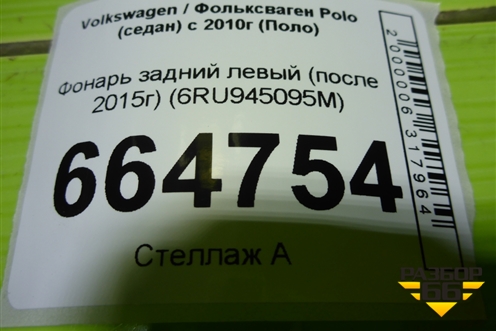 Volkswagen / Фольксваген Polo
(седан) с 2010г (Поло)
Фонарь задний левый (после
2015г) (6RU945095M)
664754
Стеллаж А
2000006317964
РАЗБОР
66